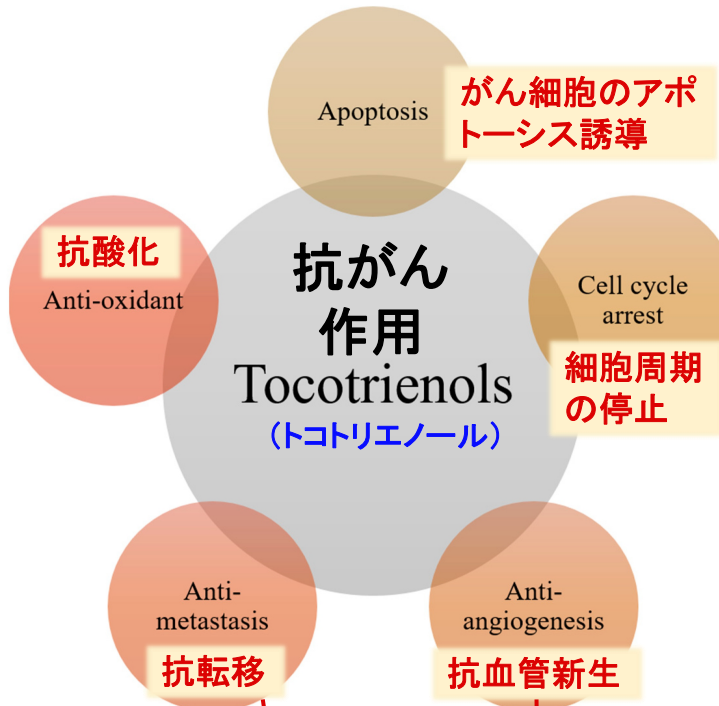 Apoptosis
がん細胞のアポ
トーシス誘導
抗酸化
Anti-oxidant
抗がん
作用
Tocotrienols
（トコトリエノール）
Cell cycle
arrest
細胞周期
の停止
Anti-
metastasis
抗転移
Anti-
angiogenesis
抗血管新生